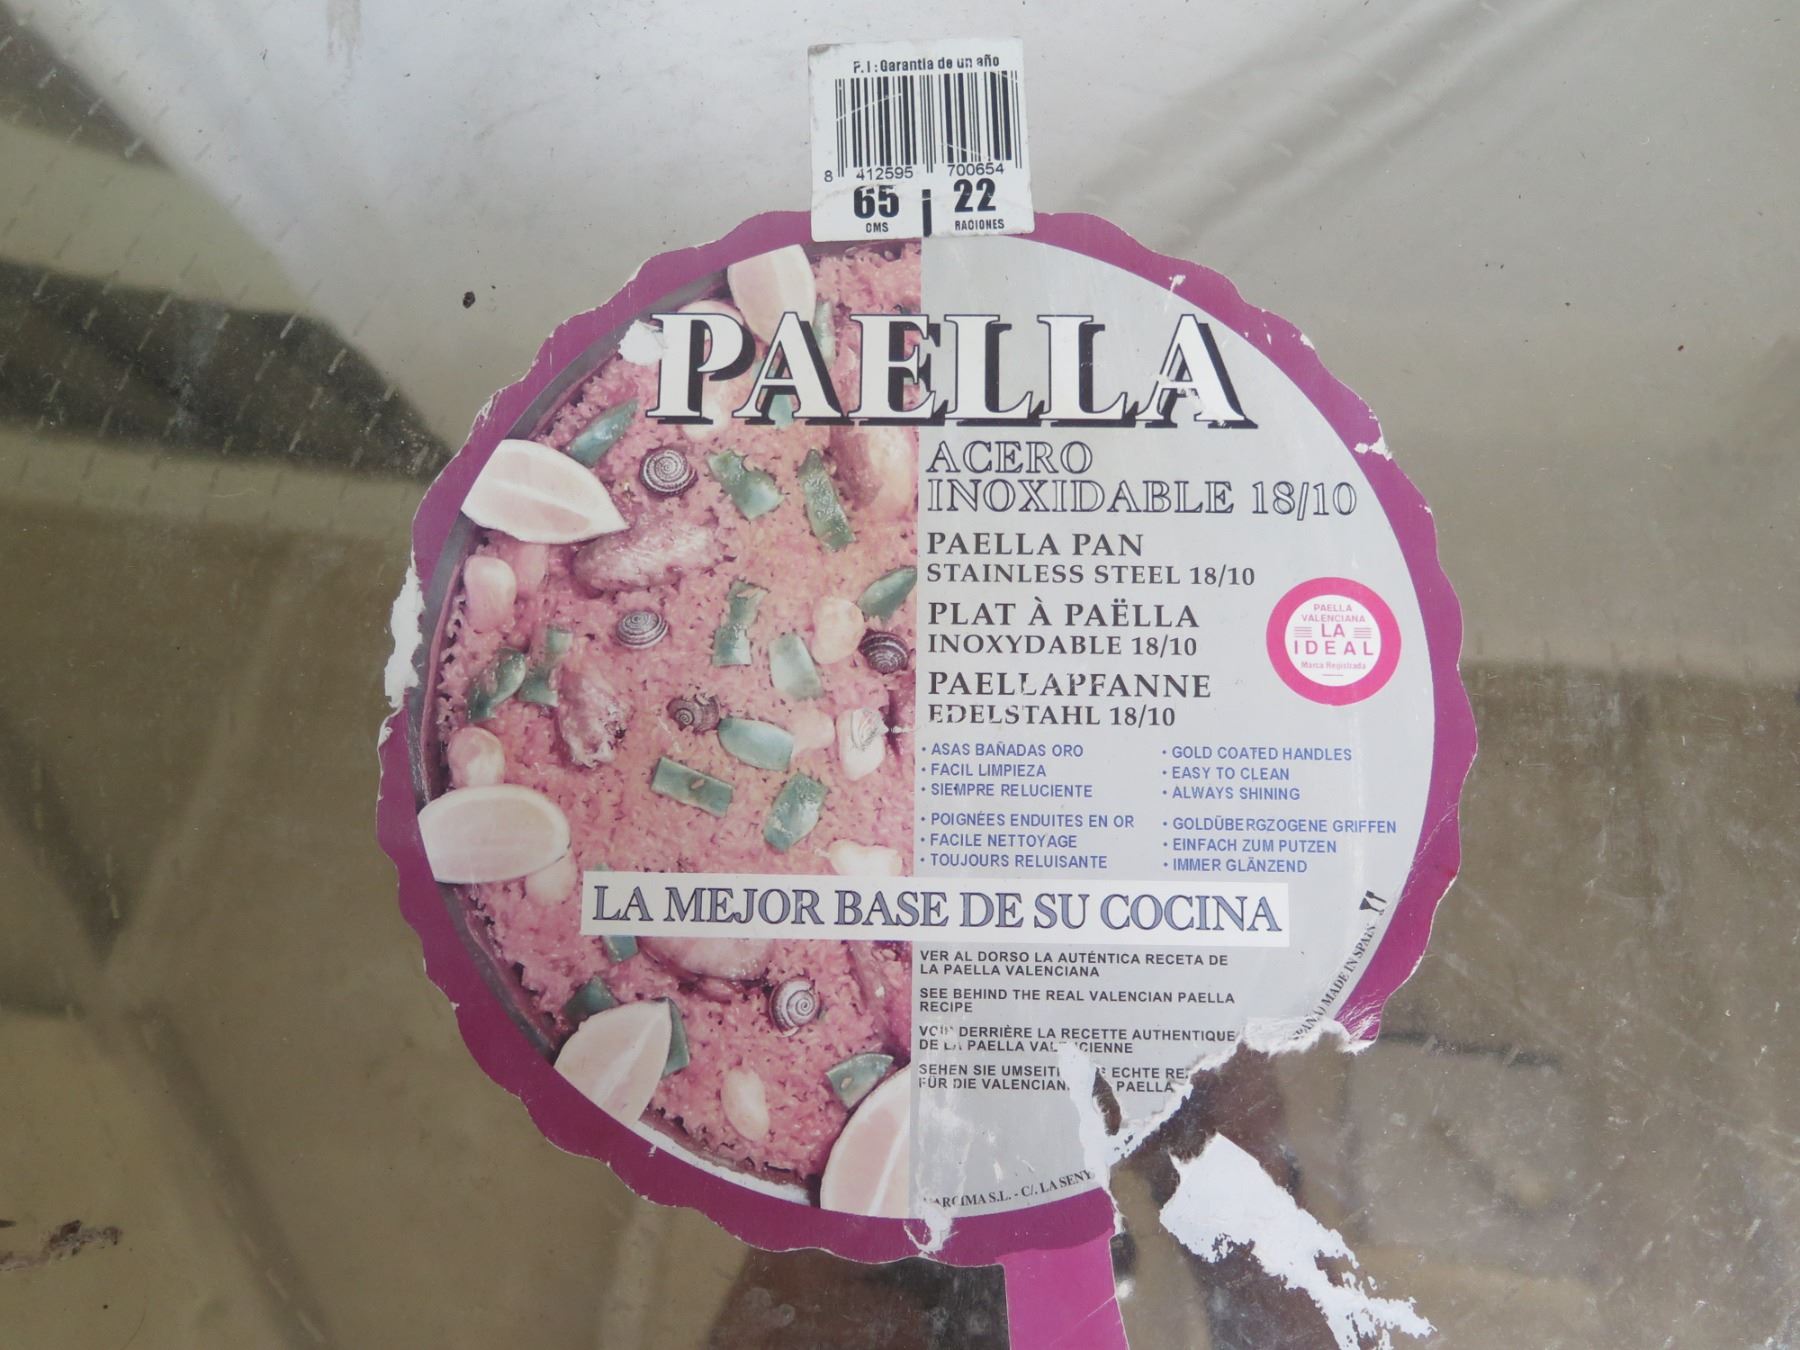 P.I: Garantía de un año
8 412595 700654
65 22
CMS RACIONES
PAELLA
ACERO
INOXIDABLE 18/10
PAELLA PAN
STAINLESS STEEL 18/10
PLAT À PAËLLA
INOXYDABLE 18/10
PAELLAPFANNE
EDELSTAHL 18/10
PAELLA
VALENCIANA
LA
IDEAL
Marca Registrada
• ASAS BAÑADAS ORO
• FACIL LIMPIEZA
• SIEMPRE RELUCIENTE
• GOLD COATED HANDLES
• EASY TO CLEAN
• ALWAYS SHINING
• POIGNÉES ENDUITES EN OR
• FACILE NETTOYAGE
• TOUJOURS RELUISANTE
• GOLDÜBERGZOGENE GRIFFEN
• EINFACH ZUM PUTZEN
• IMMER GLÄNZEND
LA MEJOR BASE DE SU COCINA
VER AL DORSO LA AUTÉNTICA RECETA DE
LA PAELLA VALENCIANA
SEE BEHIND THE REAL VALENCIAN PAELLA
RECIPE
DERRIÈRE LA RECETTE AUTHENTIQUE
DE LA PAELLA
SEHEN SIE ECHTE
FÜR DIE PAELLA
S.L. - C/. LA
MADE IN SPAIN